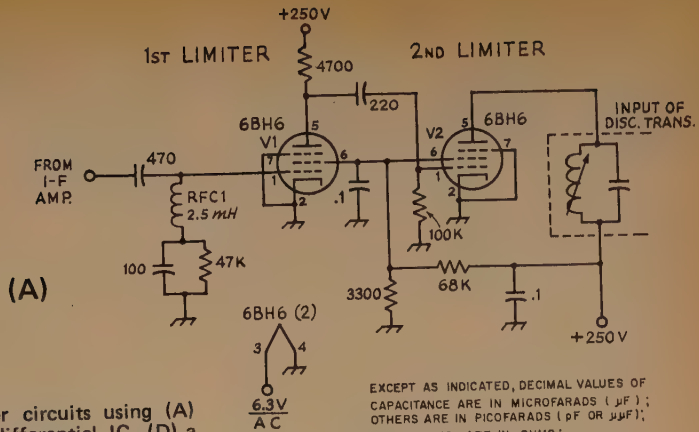 +250V
1ST LIMITER
2ND LIMITER
4700
220
6BH6
V1
5
7
1
6
2
V2
6BH6
5
7
6
1
2
INPUT OF
DISC. TRANS.
FROM
I-F
AMP.
470
RFC1
2.5 mH
.1
100K
100
47K
(A)
3300
68K
.1
+250V
6BH6 (2)
3
4
6.3V
AC
EXCEPT AS INDICATED, DECIMAL VALUES OF
CAPACITANCE ARE IN MICROFARADS (µF);
OTHERS ARE IN PICOFARADS (pF OR µµF);
r circuits using (A)